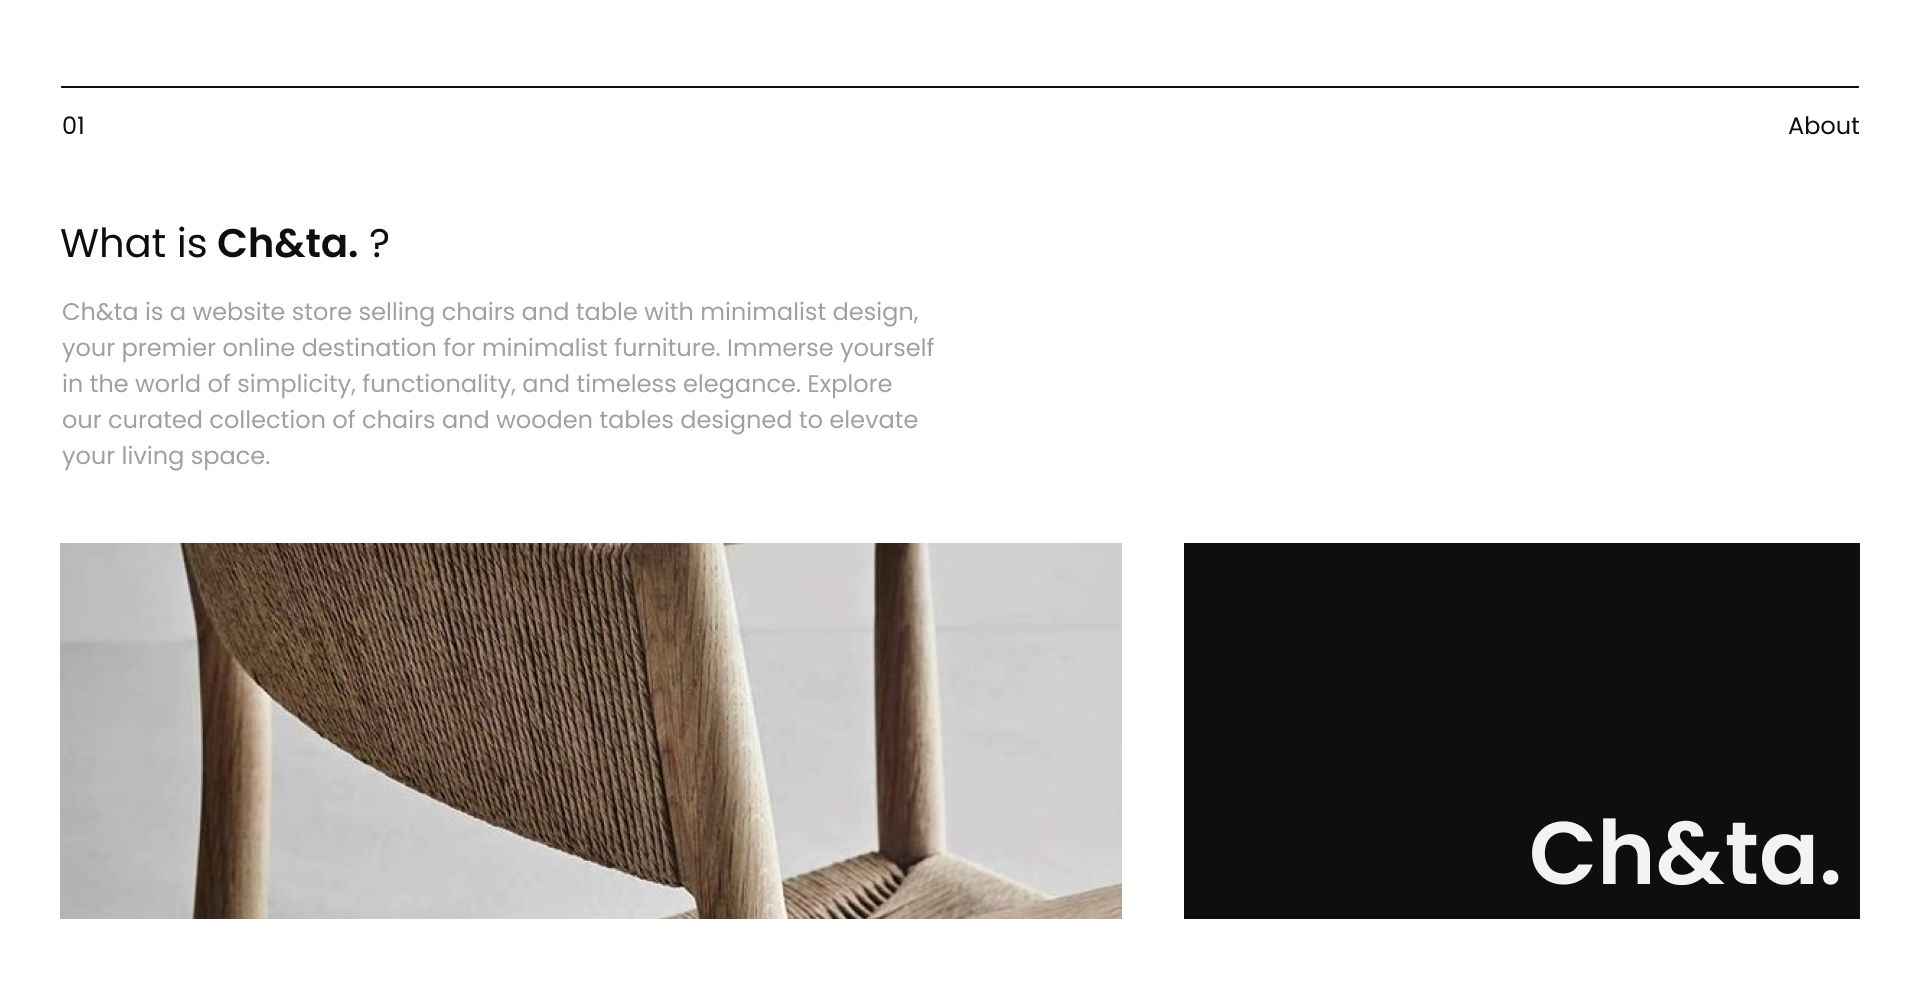 01
About
What is Ch&ta. ?
Ch&ta is a website store selling chairs and table with minimalist design,
your premier online destination for minimalist furniture. Immerse yourself
in the world of simplicity, functionality, and timeless elegance. Explore
our curated collection of chairs and wooden tables designed to elevate
your living space.
Ch&ta.